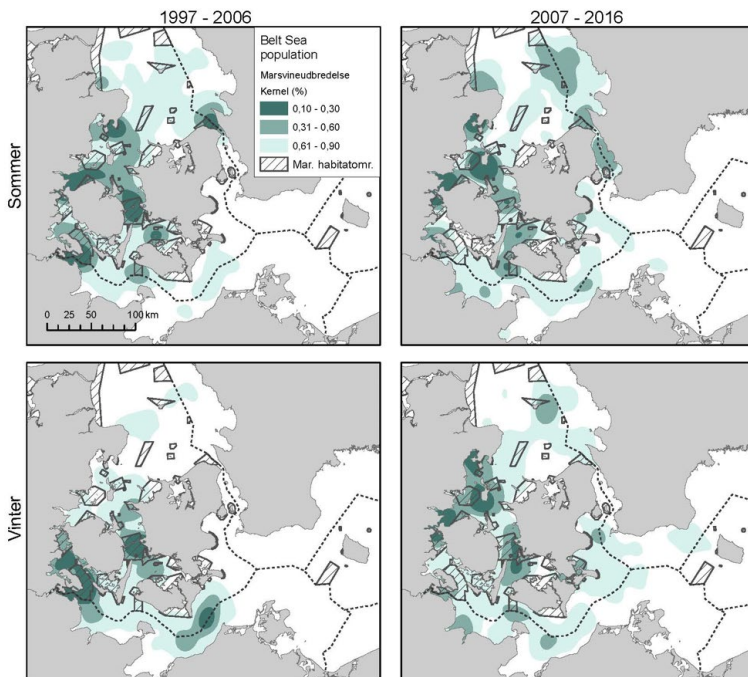 1997 - 2006
2007 - 2016
Sommer
Belt Sea
population
Marsvineudbredelse
Kernel (%)
0,10 - 0,30
0,31 - 0,60
0,61 - 0,90
Mar. habitatomr.
0 25 50 100 km
Vinter